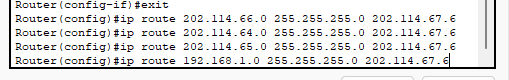 Router(config-if)#exit
Router(config)#ip route 202.114.66.0 255.255.255.0 202.114.67.6
Router(config)#ip route 202.114.64.0 255.255.255.0 202.114.67.6
Router(config)#ip route 202.114.65.0 255.255.255.0 202.114.67.6
Router(config)#ip route 192.168.1.0 255.255.255.0 202.114.67.6